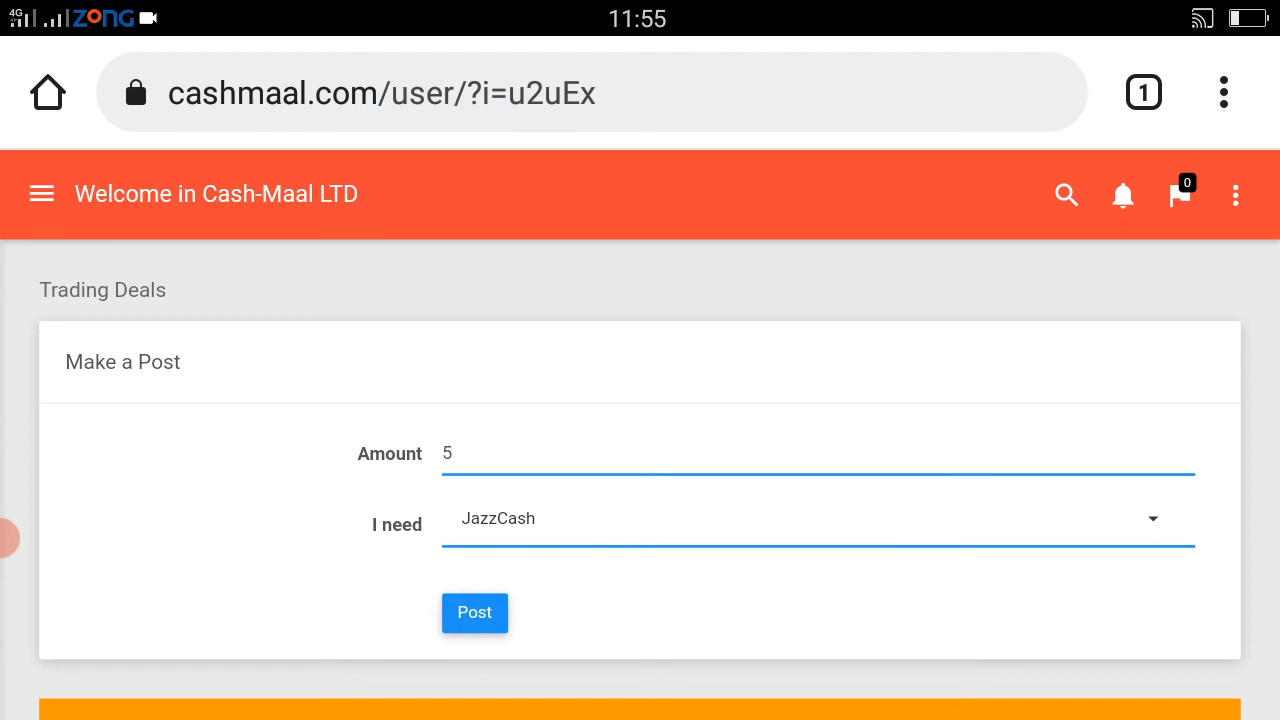 4G ZONG 11:55
cashmaal.com/user/?i=u2uEx 1
Welcome in Cash-Maal LTD 0
Trading Deals
Make a Post
Amount 5
I need JazzCash
Post